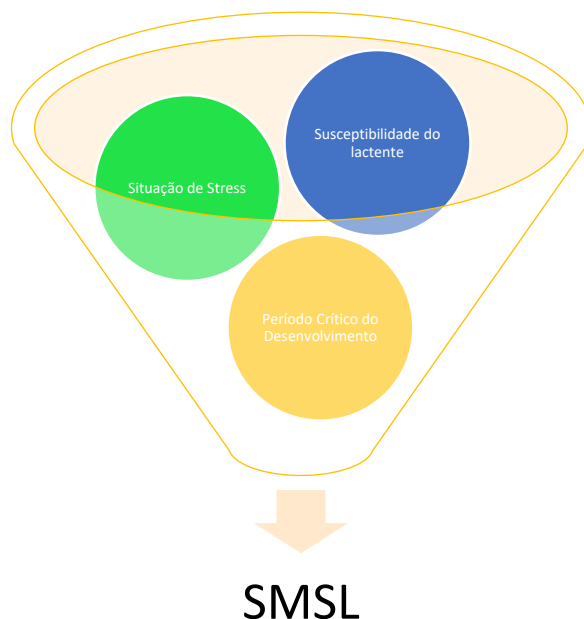 Susceptibilidade do
lactente
Situação de Stress
Período Crítico do
Desenvolvimento
SMSL